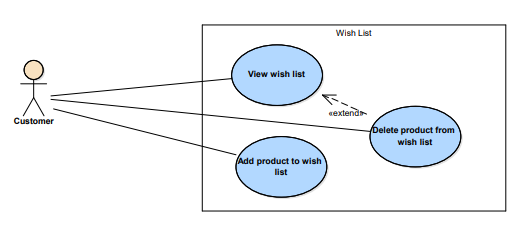 Wish List
View wish list
Customer
«extend»
Delete product from
wish list
Add product to wish
list